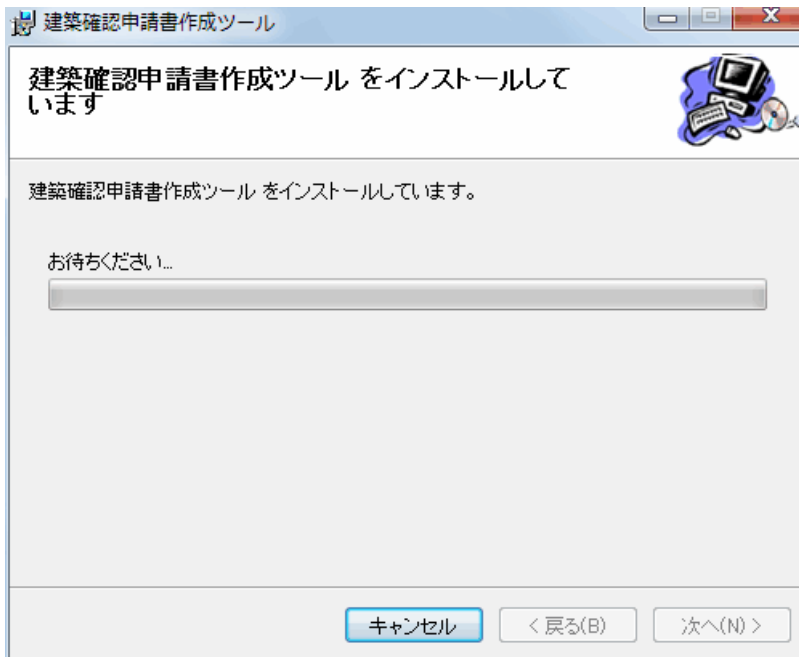 建築確認申請書作成ツール
建築確認申請書作成ツール をインストールして
います
建築確認申請書作成ツール をインストールしています。
お待ちください...
キャンセル
< 戻る(B)
次へ(N) >